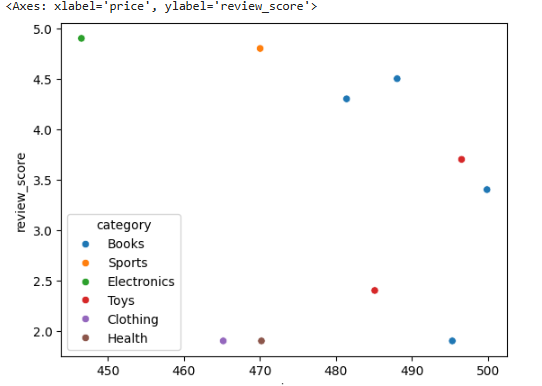 <Axes: xlabel='price', ylabel='review_score'>
5.0
4.5
4.0
3.5
3.0
2.5
2.0
review_score
category
Books
Sports
Electronics
Toys
Clothing
Health
450 460 470 480 490 500